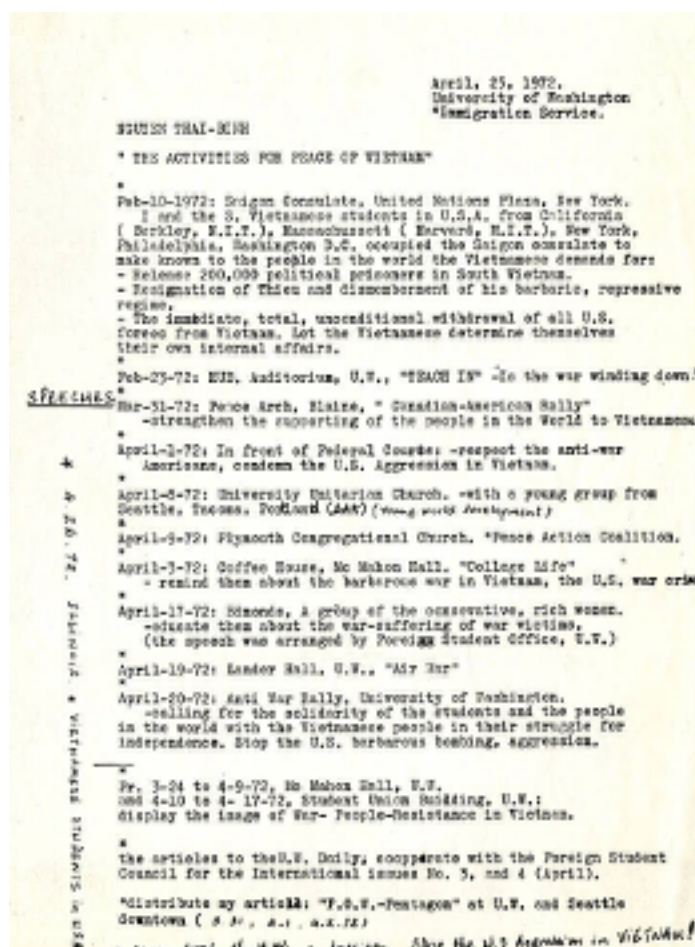 April, 25, 1972.
University of Washington
*Immigration Service.
NGUYEN THAI-BINH
" THE ACTIVITIES FOR PEACE OF VIETNAM"
*
Feb-10-1972: Saigon Consulate, United Nations Plaza, New York.
I and the S. Vietnamese students in U.S.A. from California
( Berkley, N.I.T.), Massachussett ( Harvard, M.I.T.), New York,
Philadelphia, Washington D.C. occupied the Saigon consulate to
make known to the people in the world the Vietnamese demands for:
- Release 200,000 political prisoners in South Vietnam.
- Resignation of Thieu and dismemberment of his barbaric, repressive
regime.
- The immediate, total, unconditional withdrawal of all U.S.
forces from Vietnam. Let the Vietnamese determine themselves
their own internal affairs.
*
Feb-23-72: HUB, Auditorium, U.W., "TEACH IN" -Is the war winding down?
SPEECHES
*
Mar-31-72: Peace Arch, Blaine, " Canadian-American Rally"
-strengthen the supporting of the people in the World to Vietnamese
*
April-1-72: In front of Federal Courthe: -respect the anti-war
Americans, condemn the U.S. Aggression in Vietnam.
*
April-8-72: University Unitarian Church. -with a young group from
Seattle, Tacoma, Portland (Young World Development)
*
April-9-72: Plymouth Congregational Church. "Peace Action Coalition.
*
April-3-72: Coffee House, Mc Mahon Hall. "College Life"
- remind them about the barberous war in Vietnam, the U.S. war crim
*
April-17-72: Edmonds, A group of the consevative, rich women.
-educate them about the war-suffering of war victims.
(the speech was arranged by Foreign Student Office, U.W.)
*
April-19-72: Lander Hall, U.W., "Air War"
*
April-20-72: Anti War Rally, University of Washington.
-calling for the solidarity of the students and the people
in the world with the Vietnamese people in their struggle for
independence. Stop the U.S. barbarous bombing, aggression.
*
Fr. 3-24 to 4-9-72, Mc Mahon Hall, U.W.
and 4-10 to 4- 17-72, Student Union Building, U.W.:
display the image of War- People-Resistance in Vietnam.
*
the articles to theU.W. Daily, cooperate with the Foreign Student
Council for the International issues No. 3, and 4 (April).
*distribute my article: "P.O.W.-Pentagon" at U.W. and Seattle
downtown (
Stop the U.S Aggression in VIETNAM!
* VIETNAMESE STUDENTS in USA